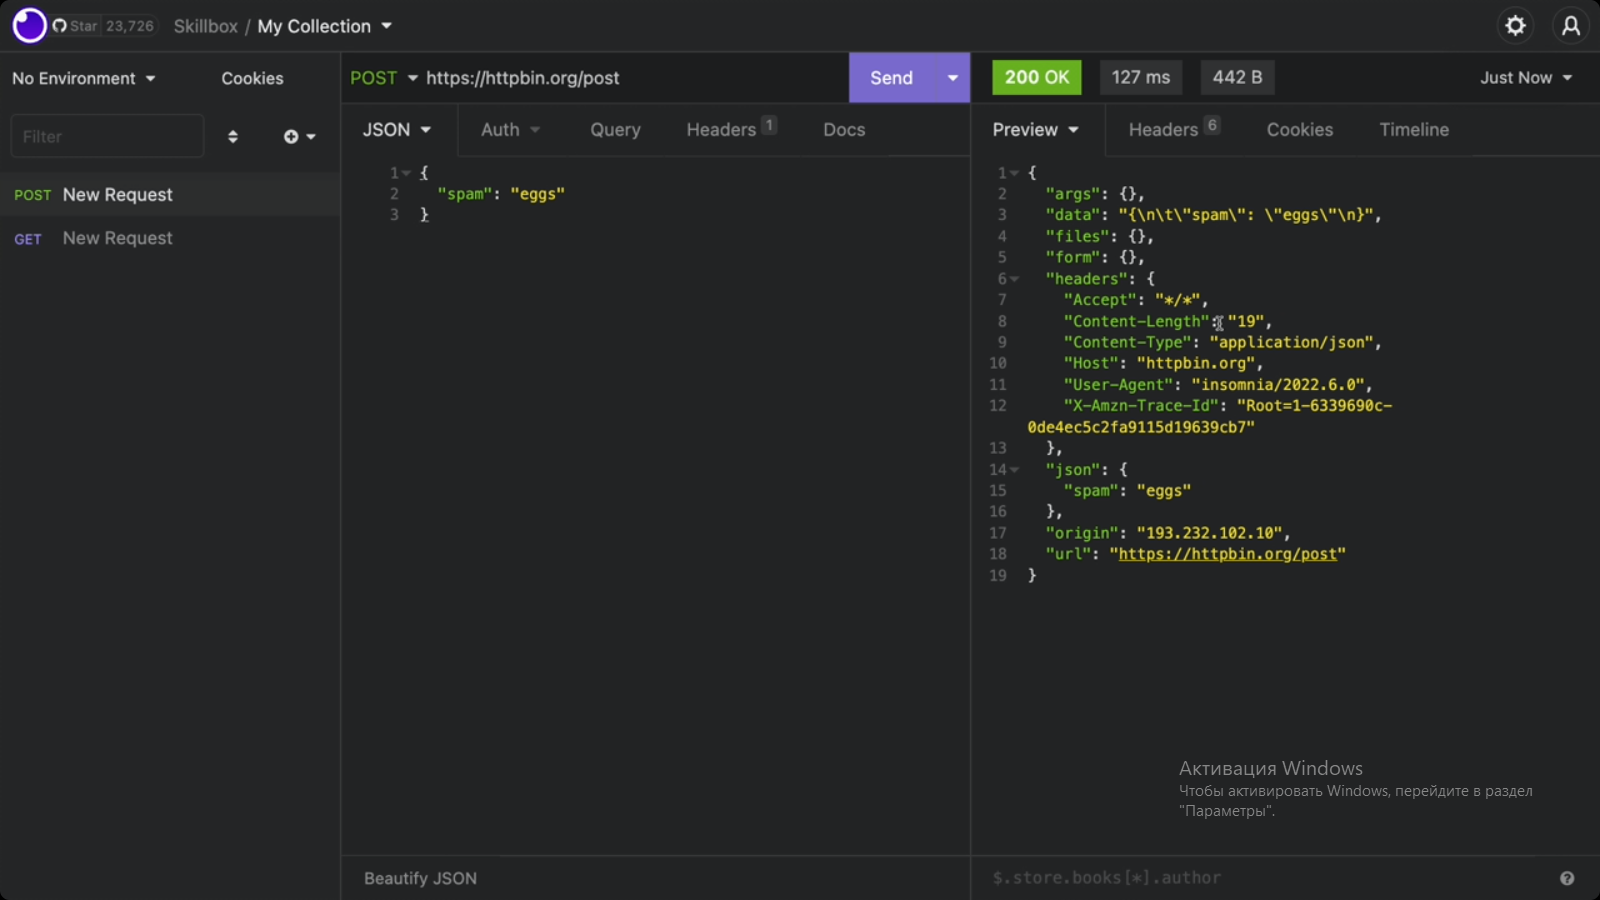 Star 23,726 Skillbox / My Collection
No Environment Cookies
Filter
POST New Request
GET New Request
POST https://httpbin.org/post Send
JSON Auth Query Headers 1 Docs
1 {
2 "spam": "eggs"
3 }
Beautify JSON
200 OK 127 ms 442 B Just Now
Preview Headers 6 Cookies Timeline
1 {
2 "args": {},
3 "data": "{\n\t\"spam\": \"eggs\"\n}",
4 "files": {},
5 "form": {},
6 "headers": {
7 "Accept": "*/*",
8 "Content-Length": "19",
9 "Content-Type": "application/json",
10 "Host": "httpbin.org",
11 "User-Agent": "insomnia/2022.6.0",
12 "X-Amzn-Trace-Id": "Root=1-6339690c-
0de4ec5c2fa9115d19639cb7"
13 },
14 "json": {
15 "spam": "eggs"
16 },
17 "origin": "193.232.102.10",
18 "url": "https://httpbin.org/post"
19 }
Активация Windows
Чтобы активировать Windows, перейдите в раздел
"Параметры".
$.store.books[*].author